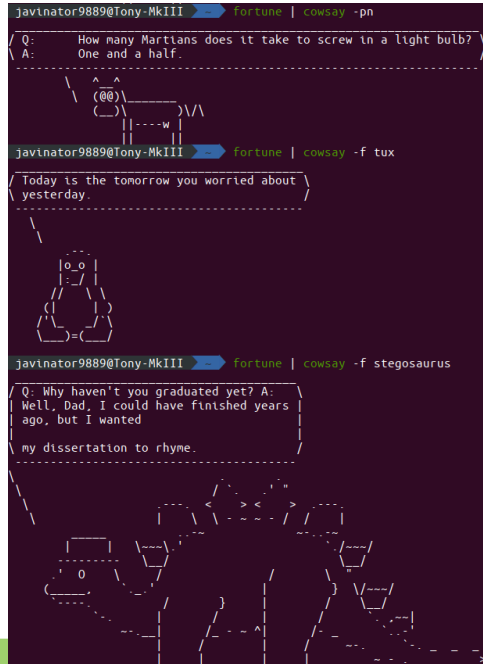 javinator9889@Tony-MkIII ~ fortune | cowsay -pn
Q: How many Martians does it take to screw in a light bulb?
A: One and a half.
javinator9889@Tony-MkIII ~ fortune | cowsay -f tux
Today is the tomorrow you worried about
yesterday.
javinator9889@Tony-MkIII ~ fortune | cowsay -f stegosaurus
Q: Why haven't you graduated yet? A:
Well, Dad, I could have finished years
ago, but I wanted
my dissertation to rhyme.